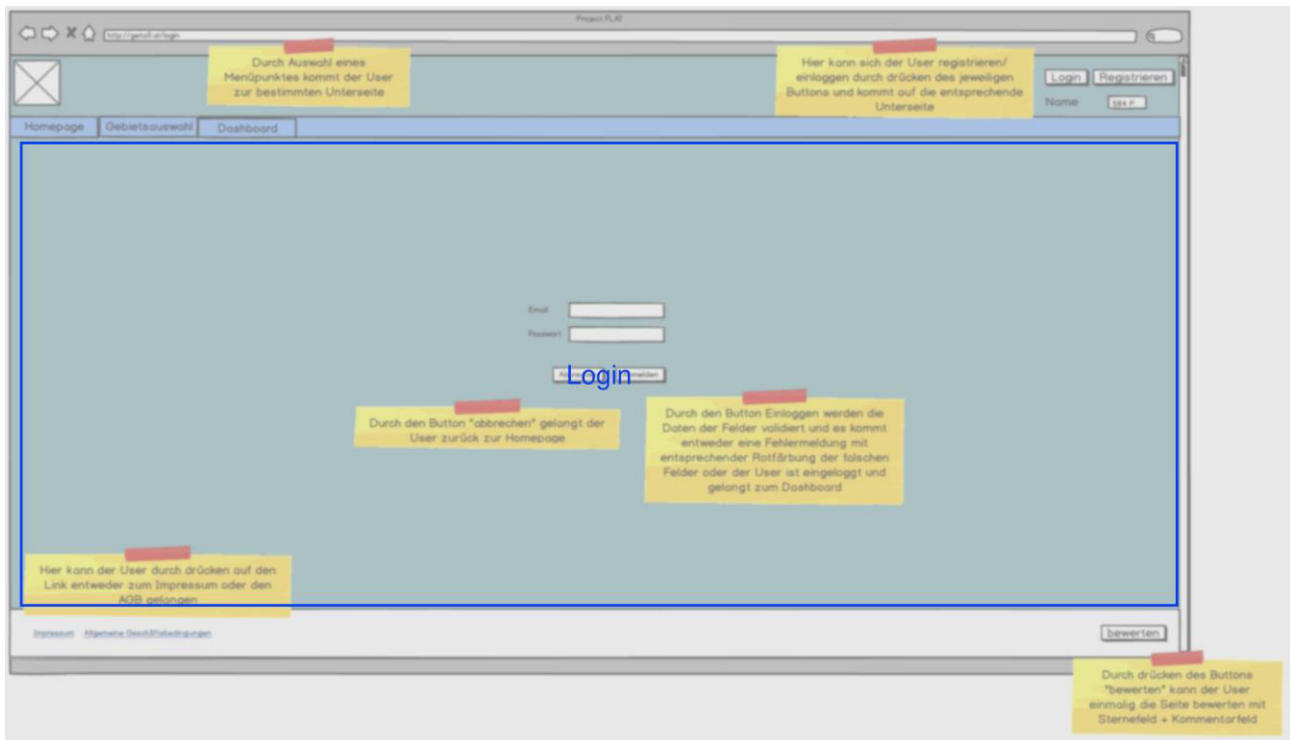 Project FLAT
Durch Auswahl eines
Menüpunktes kommt der User
zur bestimmten Unterseite
Hier kann sich der User registrieren/
einloggen durch drücken des jeweiligen
Buttons und kommt auf die entsprechende
Unterseite
Login Registrieren
Name
Homepage Gebietsauswahl Dashboard
Email
Passwort
Login
Durch den Button "abbrechen" gelangt der
User zurück zur Homepage
Durch den Button Einloggen werden die
Daten der Felder validiert und es kommt
entweder eine Fehlermeldung mit
entsprechender Rotfärbung der falschen
Felder oder der User ist eingeloggt und
gelangt zum Dashboard
Hier kann der User durch drücken auf den
Link entweder zum Impressum oder den
AGB gelangen
Impressum Allgemeine Geschäftsbedingungen
bewerten
Durch drücken des Buttons
"bewerten" kann der User
einmalig die Seite bewerten mit
Sternefeld + Kommentarfeld